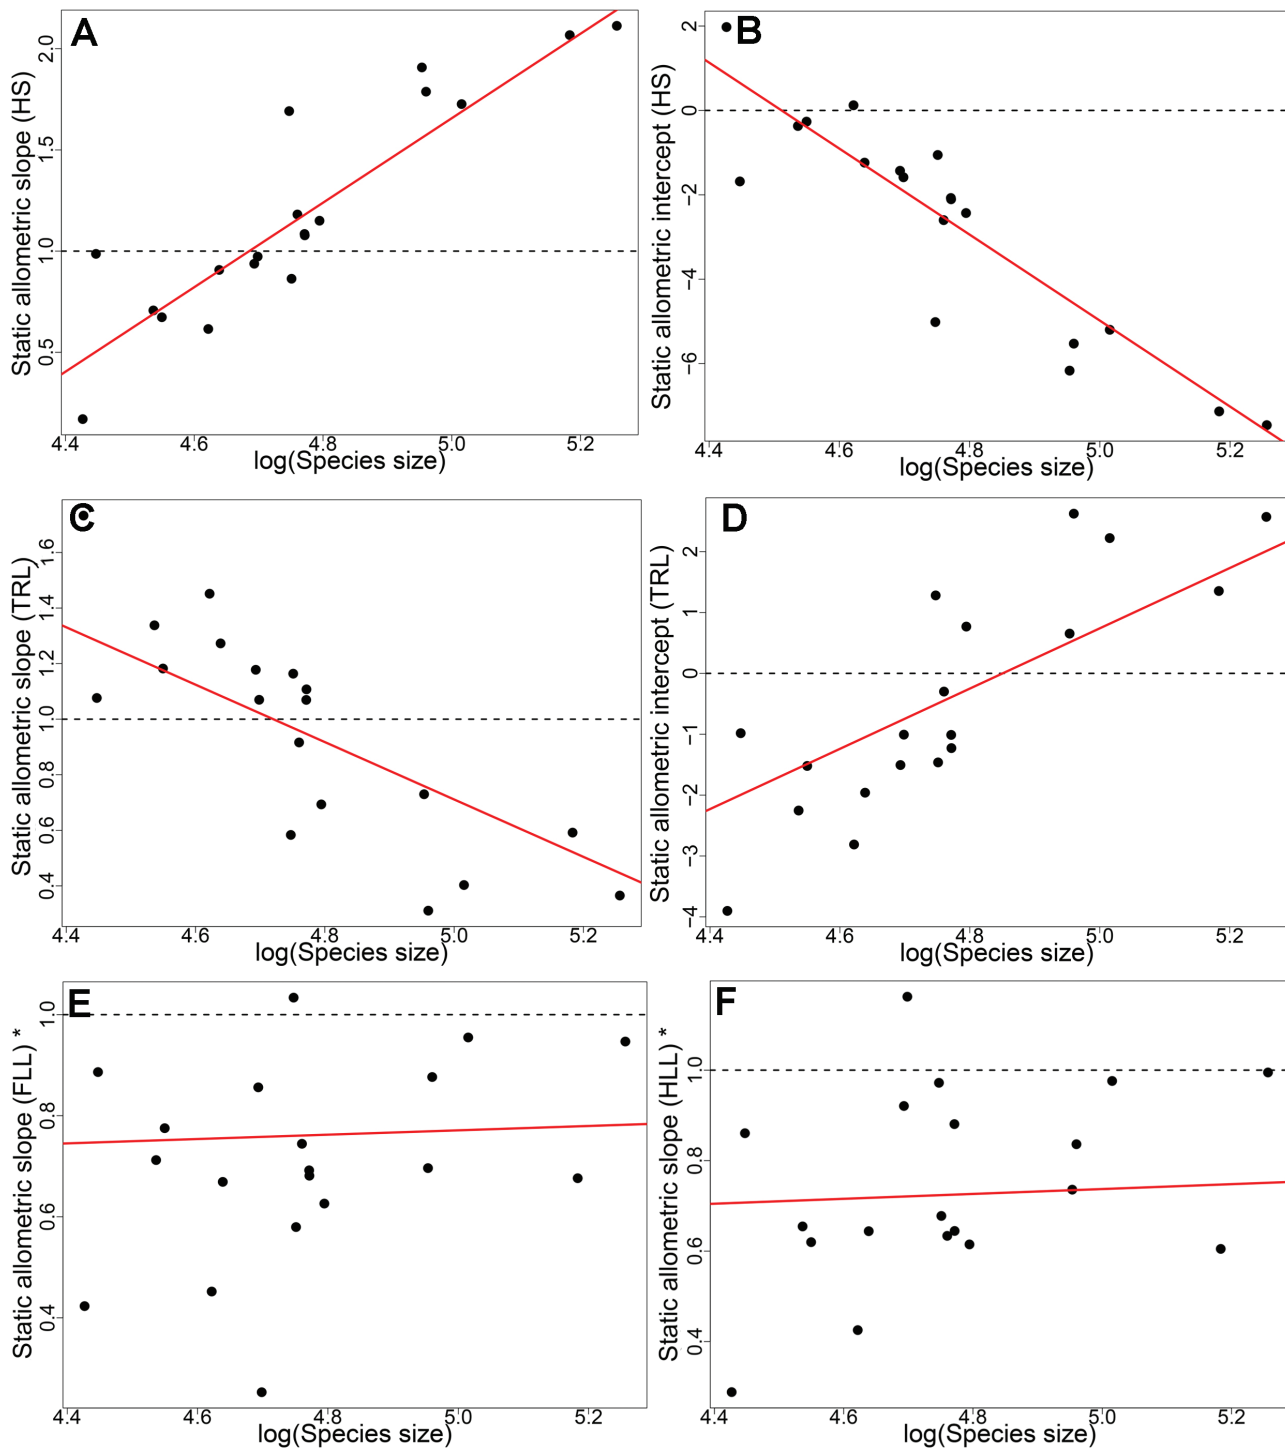 A
Static allometric slope (HS)
2.0
1.5
1.0
0.5
4.4 4.6 4.8 5.0 5.2
log(Species size)
B
Static allometric intercept (HS)
2
0
−2
−4
−6
4.4 4.6 4.8 5.0 5.2
log(Species size)
C
Static allometric slope (TRL)
1.6
1.4
1.2
1.0
0.8
0.6
0.4
4.4 4.6 4.8 5.0 5.2
log(Species size)
D
Static allometric intercept (TRL)
2
1
0
−1
−2
−3
−4
4.4 4.6 4.8 5.0 5.2
log(Species size)
E
Static allometric slope (FLL) *
1.0
0.8
0.6
0.4
4.4 4.6 4.8 5.0 5.2
log(Species size)
F
Static allometric slope (HLL) *
1.0
0.8
0.6
0.4
4.4 4.6 4.8 5.0 5.2
log(Species size)